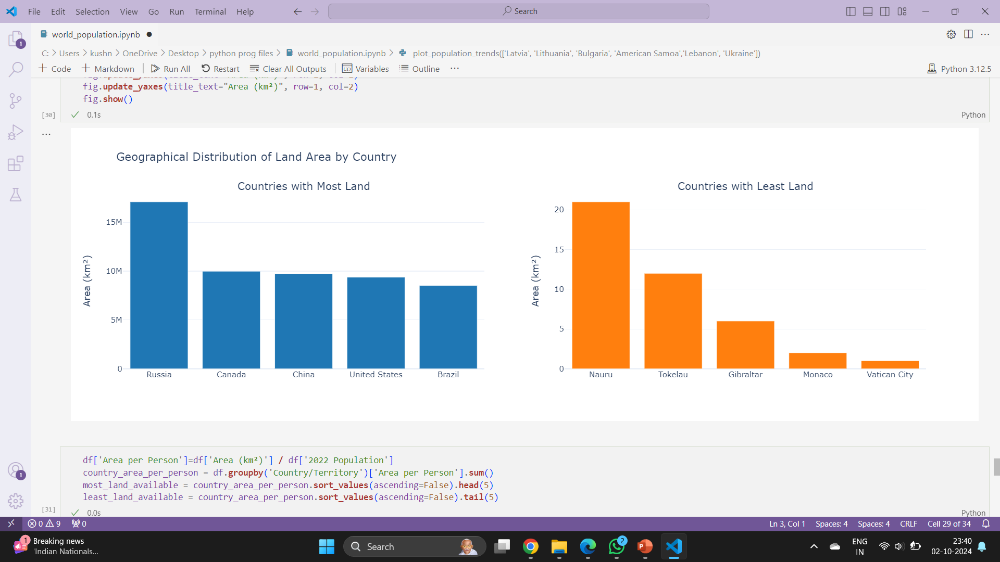 File Edit Selection View Go Run Terminal Help
Search
world_population.ipynb
C: > Users > kushn > OneDrive > Desktop > python prog files > world_population.ipynb > plot_population_trends(['Latvia', 'Lithuania', 'Bulgaria', 'American Samoa','Lebanon', 'Ukraine'])
Code Markdown Run All Restart Clear All Outputs Variables Outline ... Python 3.12.5
fig.update_yaxes(title_text="Area (km²)", row=1, col=2)
fig.show()
[30] 0.1s Python
Geographical Distribution of Land Area by Country
Countries with Most Land
Area (km²)
15M
10M
5M
0
Russia Canada China United States Brazil
Countries with Least Land
Area (km²)
20
15
10
5
0
Nauru Tokelau Gibraltar Monaco Vatican City
df['Area per Person']=df['Area (km²)'] / df['2022 Population']
country_area_per_person = df.groupby('Country/Territory')['Area per Person'].sum()
most_land_available = country_area_per_person.sort_values(ascending=False).head(5)
least_land_available = country_area_per_person.sort_values(ascending=False).tail(5)
[31] 0.0s Python
1
1
0 9 0 Ln 3, Col 1 Spaces: 4 Spaces: 4 CRLF Cell 29 of 34
1 Breaking news
'Indian Nationals...
Search
2
P
ENG
IN
23:40
02-10-2024